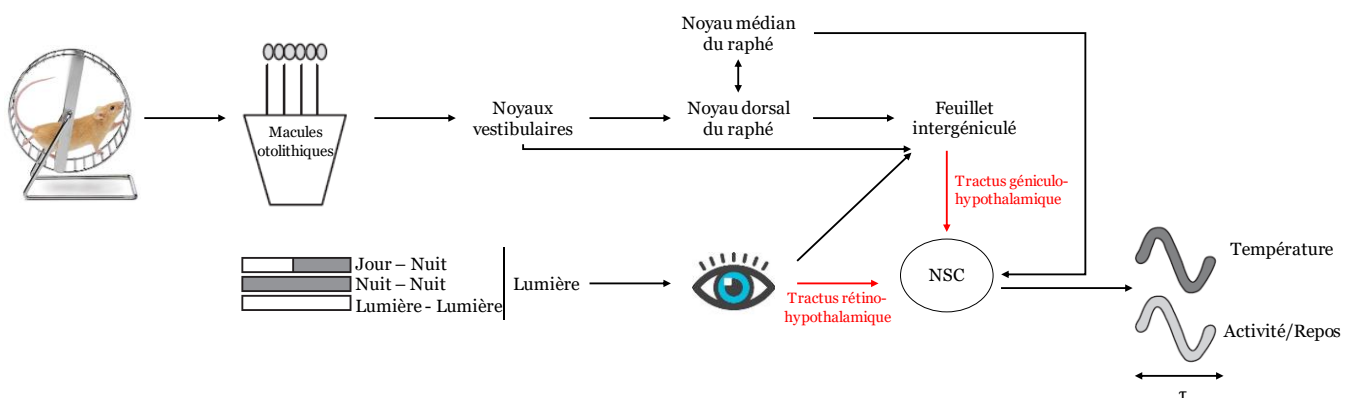 Noyau médian
du raphé
Macules
otolithiques
Noyaux
vestibulaires
Noyau dorsal
du raphé
Feuillet
intergéniculé
Tractus géniculo-
hypothalamique
Jour – Nuit
Nuit – Nuit
Lumière - Lumière
Lumière
Tractus rétino-
hypothalamique
NSC
Température
Activité/Repos
τ